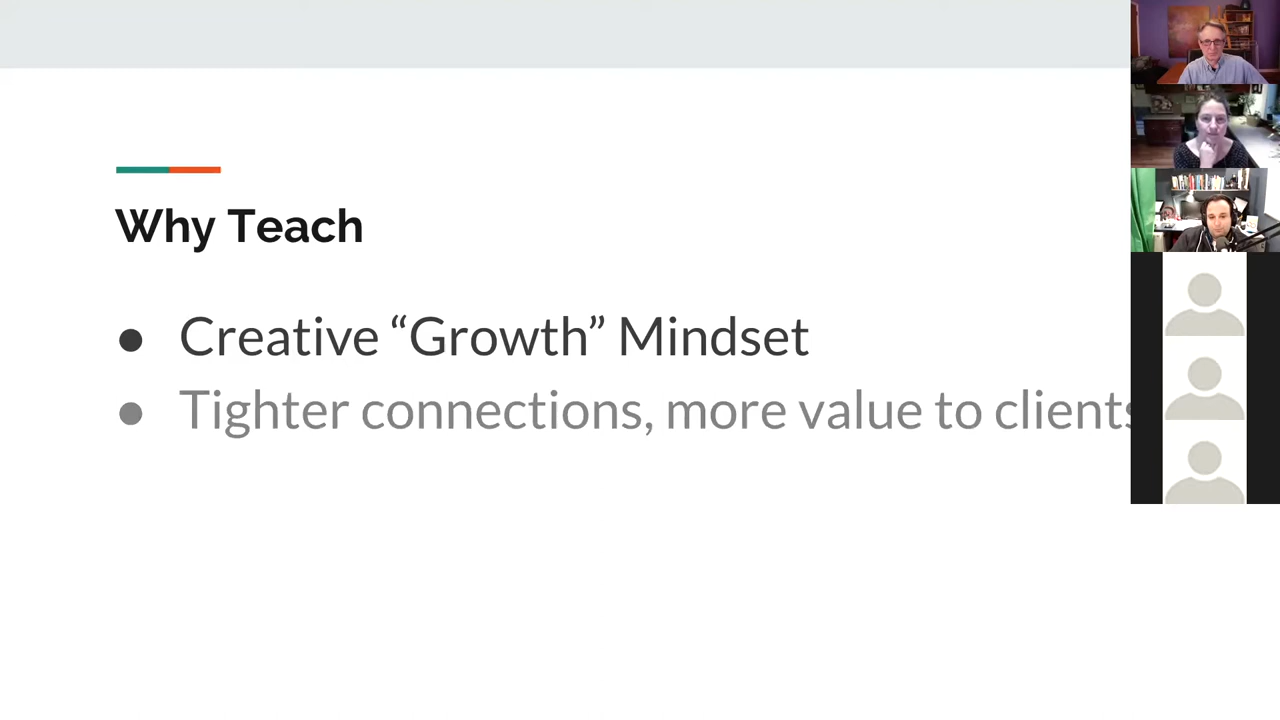 Why Teach
● Creative “Growth” Mindset
● Tighter connections, more value to clients